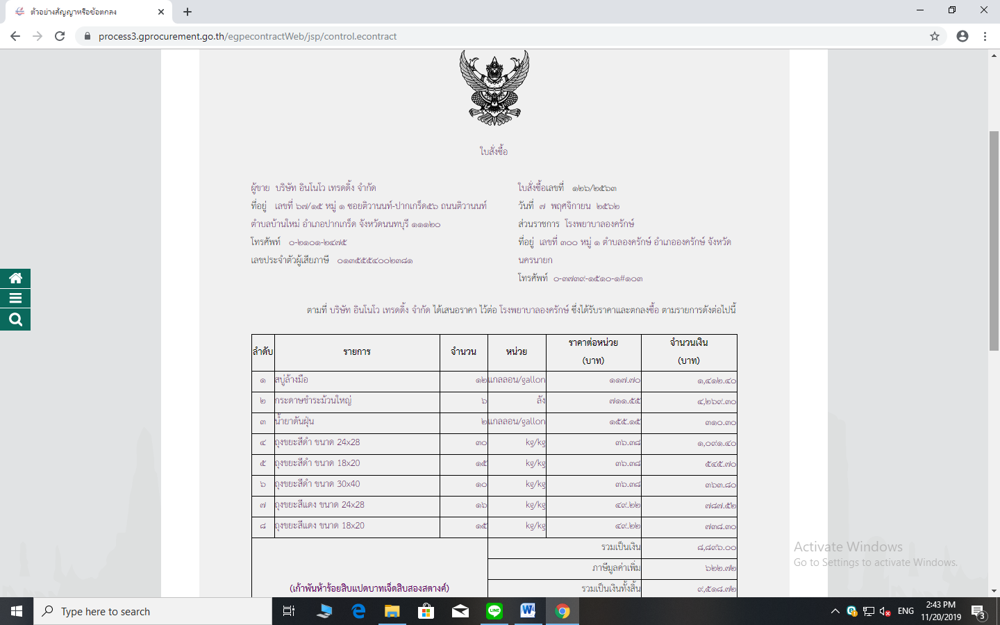 ตัวอย่างสัญญาหรือข้อตกลง
process3.gprocurement.go.th/egpecontractWeb/jsp/control.econtract
ใบสั่งซื้อ
ผู้ขาย บริษัท อินโนโว เทรดดิ้ง จำกัด
ที่อยู่ เลขที่ ๖๗/๑๕ หมู่ ๑ ซอยติวานนท์-ปากเกร็ด๕๖ ถนนติวานนท์
ตำบลบ้านใหม่ อำเภอปากเกร็ด จังหวัดนนทบุรี ๑๑๑๒๐
โทรศัพท์ ๐-๒๑๐๑-๒๔๗๕
เลขประจำตัวผู้เสียภาษี ๐๑๓๕๕๕๔๐๐๒๓๘๑
ใบสั่งซื้อเลขที่ ๑๒๖/๒๕๖๓
วันที่ ๗ พฤศจิกายน ๒๕๖๒
ส่วนราชการ โรงพยาบาลองครักษ์
ที่อยู่ เลขที่ ๓๐๐ หมู่ ๑ ตำบลองครักษ์ อำเภอองครักษ์ จังหวัด
นครนายก
โทรศัพท์ ๐-๓๗๓๙-๑๕๑๐-๑#๑๐๓
ตามที่ บริษัท อินโนโว เทรดดิ้ง จำกัด ได้เสนอราคา ไว้ต่อ โรงพยาบาลองครักษ์ ซึ่งได้รับราคาและตกลงซื้อ ตามรายการดังต่อไปนี้
ลำดับ รายการ จำนวน หน่วย ราคาต่อหน่วย (บาท) จำนวนเงิน (บาท)
๑ สบู่ล้างมือ ๑๒ แกลลอน/gallon ๑๑๗.๗๐ ๑,๔๑๒.๔๐
๒ กระดาษชำระม้วนใหญ่ ๖ ลัง ๗๑๑.๕๕ ๔,๒๖๙.๓๐
๓ น้ำยาดันฝุ่น ๒ แกลลอน/gallon ๑๕๕.๑๕ ๓๑๐.๓๐
๔ ถุงขยะสีดำ ขนาด 24x28 ๓๐ kg/kg ๓๖.๓๘ ๑,๐๙๑.๔๐
๕ ถุงขยะสีดำ ขนาด 18x20 ๑๕ kg/kg ๓๖.๓๘ ๕๔๕.๗๐
๖ ถุงขยะสีดำ ขนาด 30x40 ๑๐ kg/kg ๓๖.๓๘ ๓๖๓.๘๐
๗ ถุงขยะสีแดง ขนาด 24x28 ๑๖ kg/kg ๔๙.๒๒ ๗๘๗.๕๒
๘ ถุงขยะสีแดง ขนาด 18x20 ๑๕ kg/kg ๔๙.๒๒ ๗๓๘.๓๐
รวมเป็นเงิน ๘,๘๙๖.๐๐
ภาษีมูลค่าเพิ่ม ๖๒๒.๗๒
(เก้าพันห้าร้อยสิบแปดบาทเจ็ดสิบสองสตางค์) รวมเป็นเงินทั้งสิ้น ๙,๕๑๘.๗๒
Activate Windows
Go to Settings to activate Windows.
Type here to search
LINE
ENG
2:43 PM
11/20/2019
3